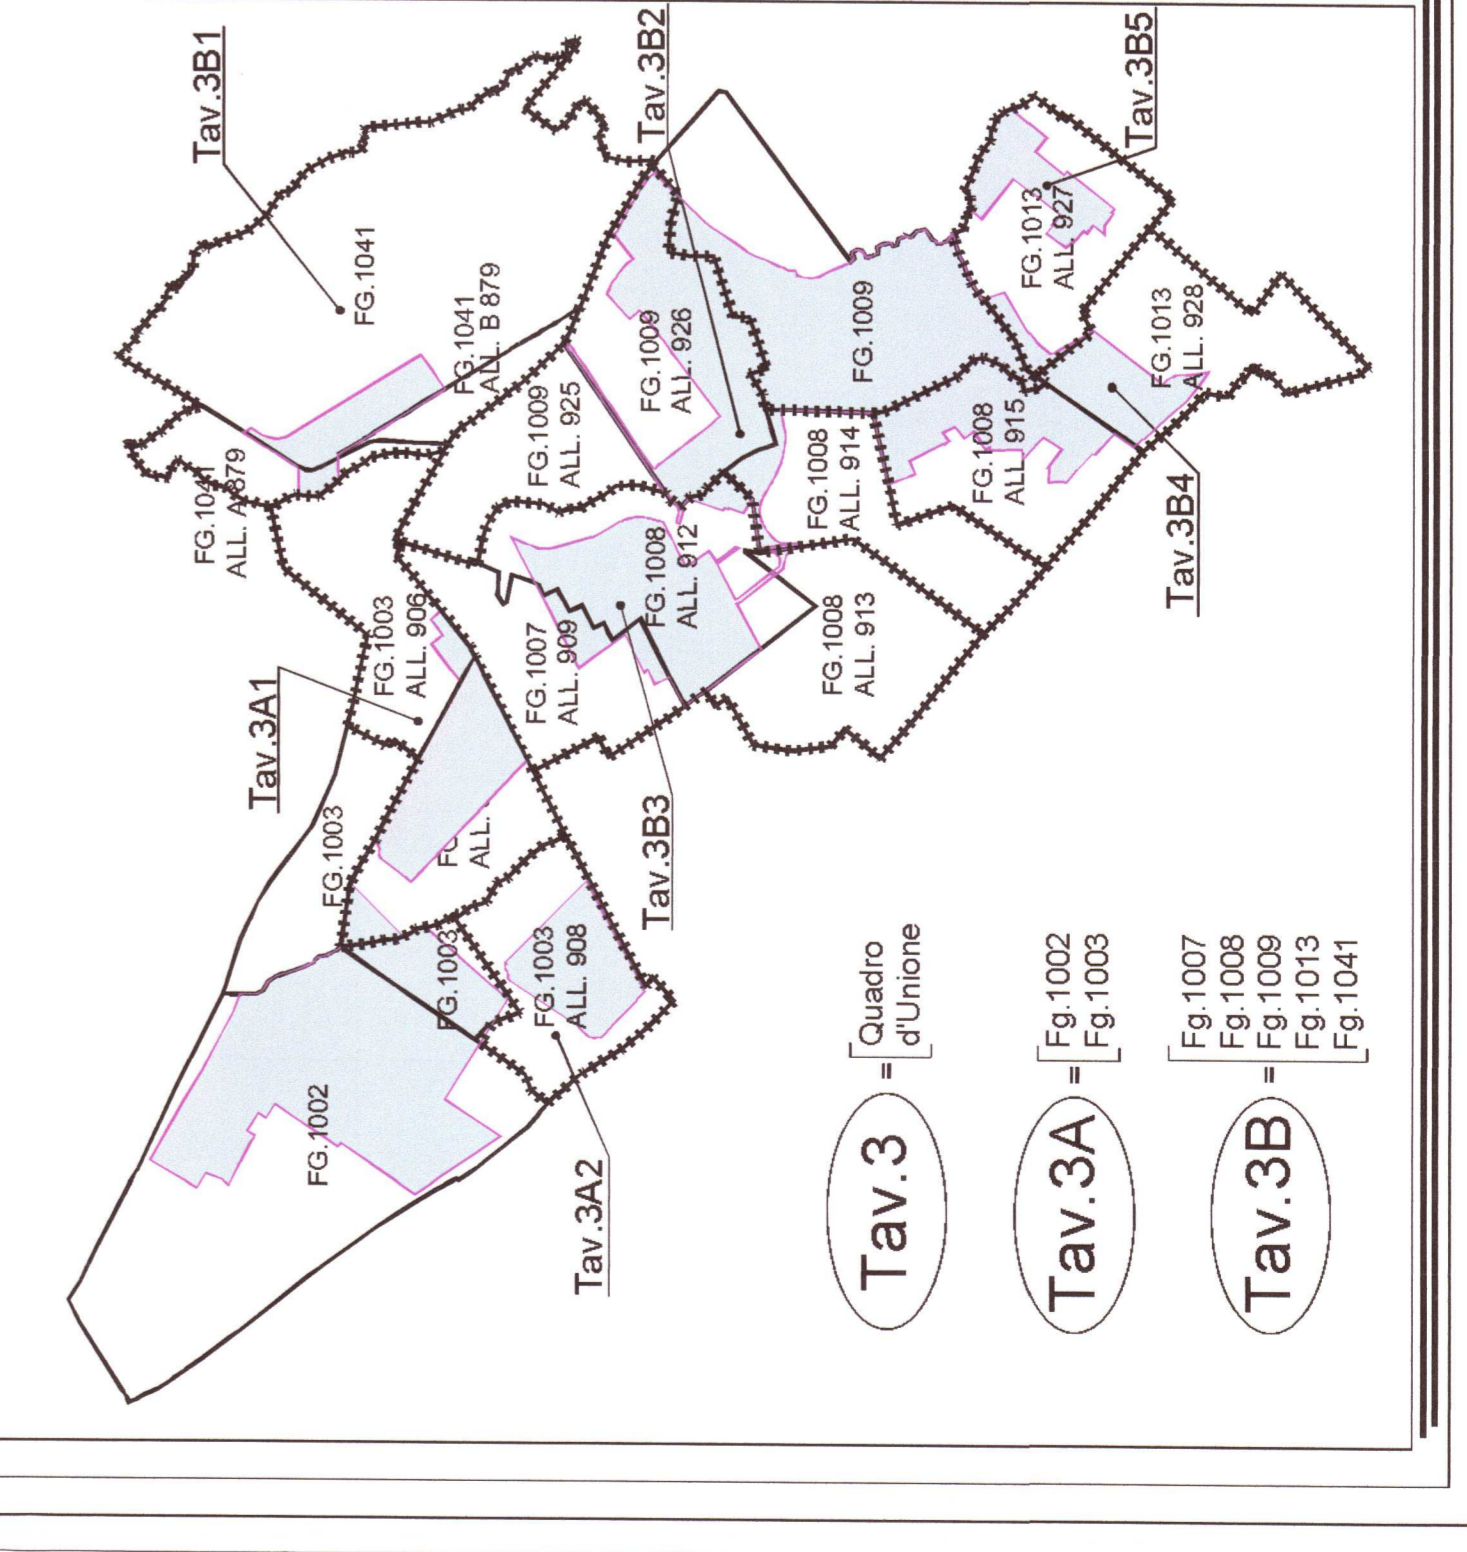 Tav.3B1
Tav.3B2
Tav.3B5
FG.1041
FG.1041
ALL. B 879
FG.1041
ALL. A 879
FG.1009
ALL. 925
FG.1009
ALL. 926
FG.1009
FG.1013
ALL. 927
FG.1013
ALL. 928
FG.1008
ALL. 914
FG.1008
ALL. 915
Tav.3B4
FG.1003
ALL. 906
FG.1007
ALL. 909
FG.1008
ALL. 912
FG.1008
ALL. 913
Tav.3A1
FG.1003
ALL.
Tav.3B3
FG.1003
FG.1003
ALL. 908
FG.1002
Tav.3A2
Tav.3 = Quadro
d'Unione
Tav.3A = Fg.1002
Fg.1003
Tav.3B = Fg.1007
Fg.1008
Fg.1009
Fg.1013
Fg.1041